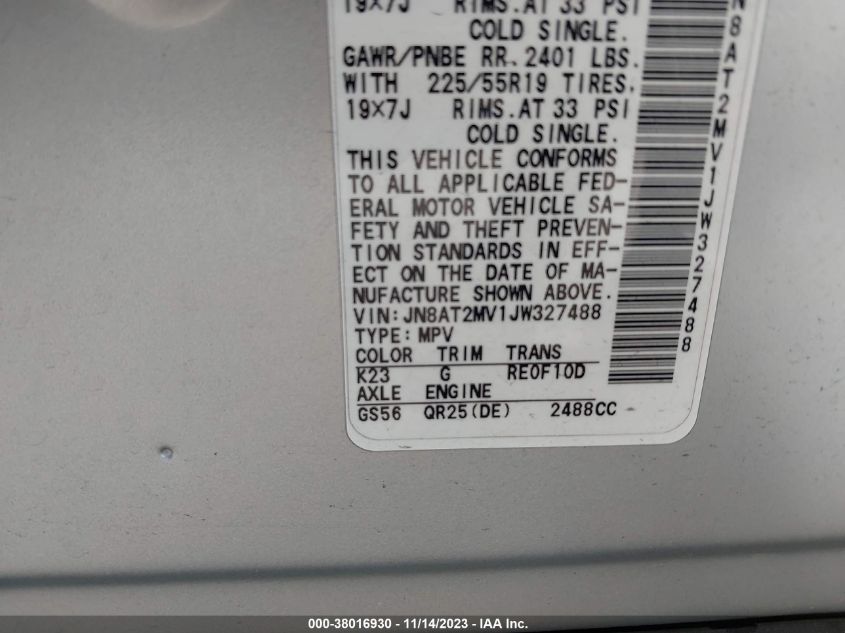 19×7J RIMS.AT 33 PSI
COLD SINGLE.
GAWR/PNBE RR. 2401 LBS.
WITH 225/55R19 TIRES,
19×7J RIMS.AT 33 PSI
COLD SINGLE.
THIS VEHICLE CONFORMS
TO ALL APPLICABLE FED-
ERAL MOTOR VEHICLE SA-
FETY AND THEFT PREVEN-
TION STANDARDS IN EFF-
ECT ON THE DATE OF MA-
NUFACTURE SHOWN ABOVE.
VIN:JN8AT2MV1JW327488
TYPE:MPV
COLOR TRIM TRANS
K23 G RE0F10D
AXLE ENGINE
GS56 QR25(DE) 2488CC
N8AT2MV1JW327488
000-38016930 - 11/14/2023 - IAA Inc.